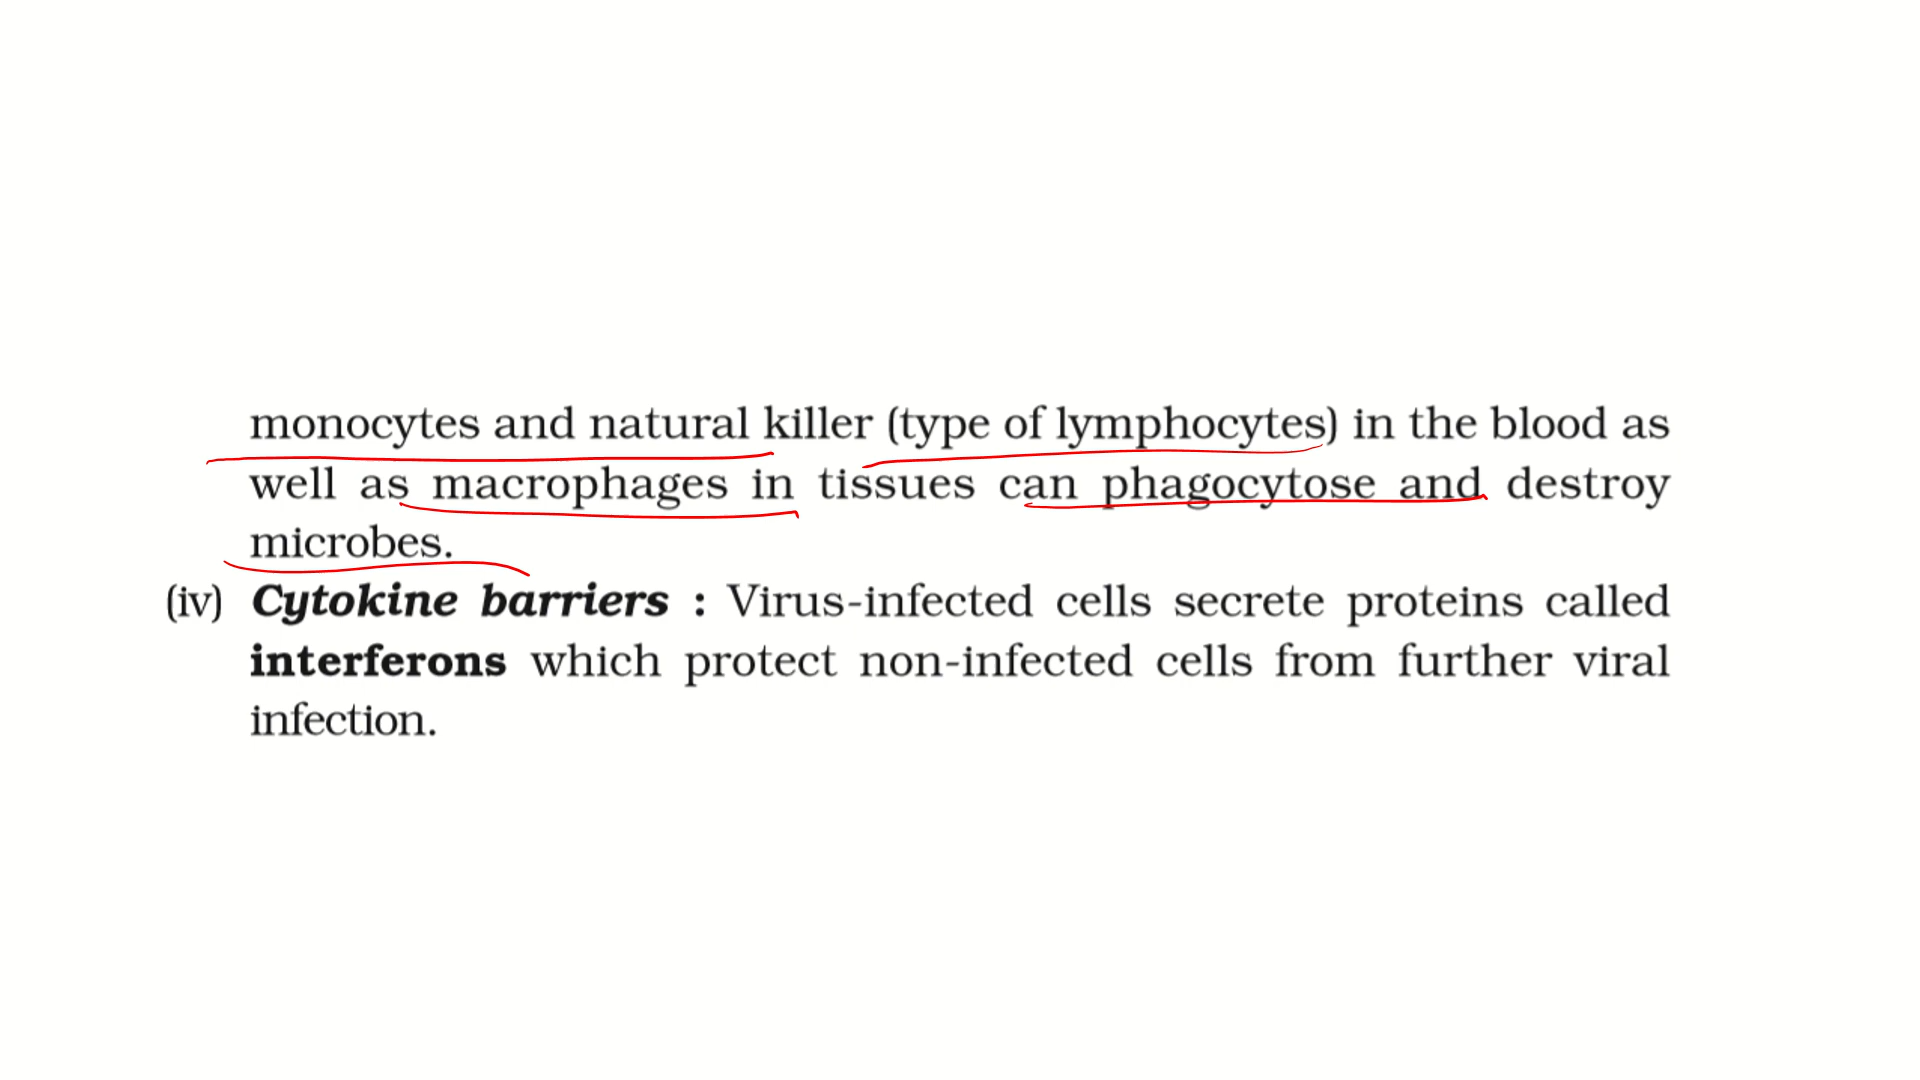 monocytes and natural killer (type of lymphocytes) in the blood as
well as macrophages in tissues can phagocytose and destroy
microbes.
(iv) Cytokine barriers : Virus-infected cells secrete proteins called
interferons which protect non-infected cells from further viral
infection.